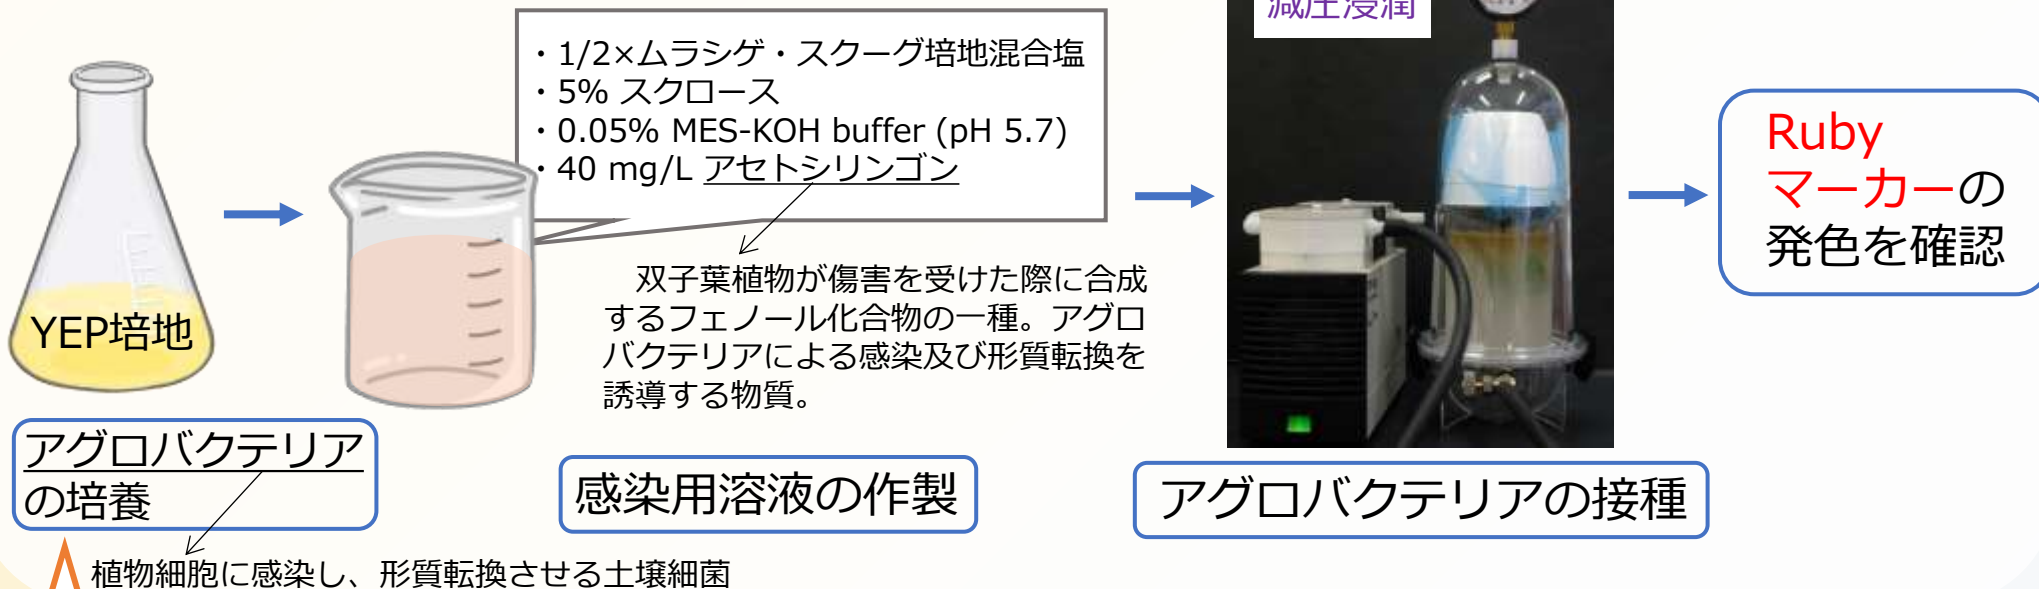 減圧浸潤
・1/2×ムラシゲ・スクーグ培地混合塩
・5% スクロース
・0.05% MES-KOH buffer (pH 5.7)
・40 mg/L アセトシリンゴン
双子葉植物が傷害を受けた際に合成
するフェノール化合物の一種。アグロ
バクテリアによる感染及び形質転換を
誘導する物質。
YEP培地
Ruby
マーカーの
発色を確認
アグロバクテリア
の培養
感染用溶液の作製
アグロバクテリアの接種
植物細胞に感染し、形質転換させる土壌細菌